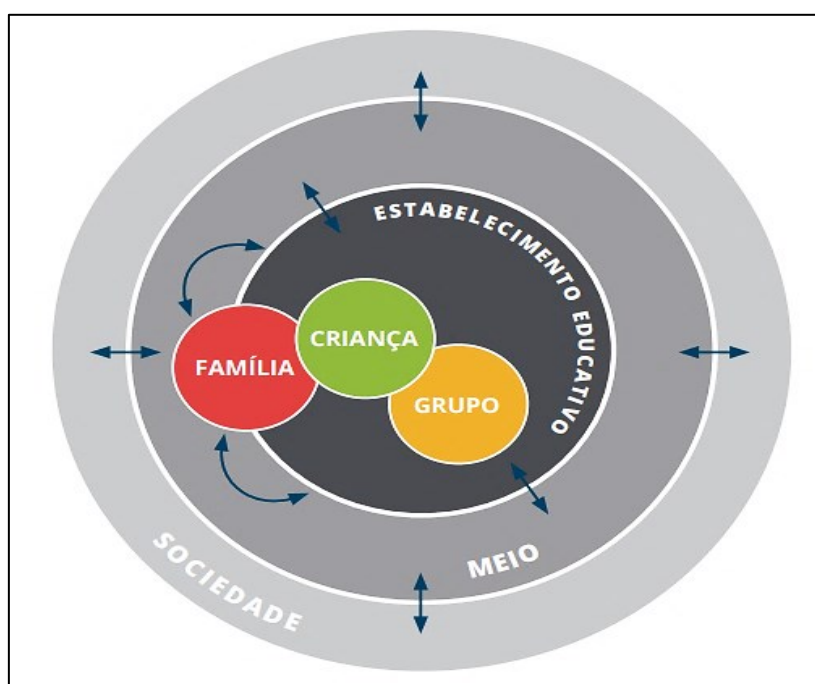 ESTABELECIMENTO EDUCATIVO
CRIANÇA
FAMÍLIA
GRUPO
MEIO
SOCIEDADE